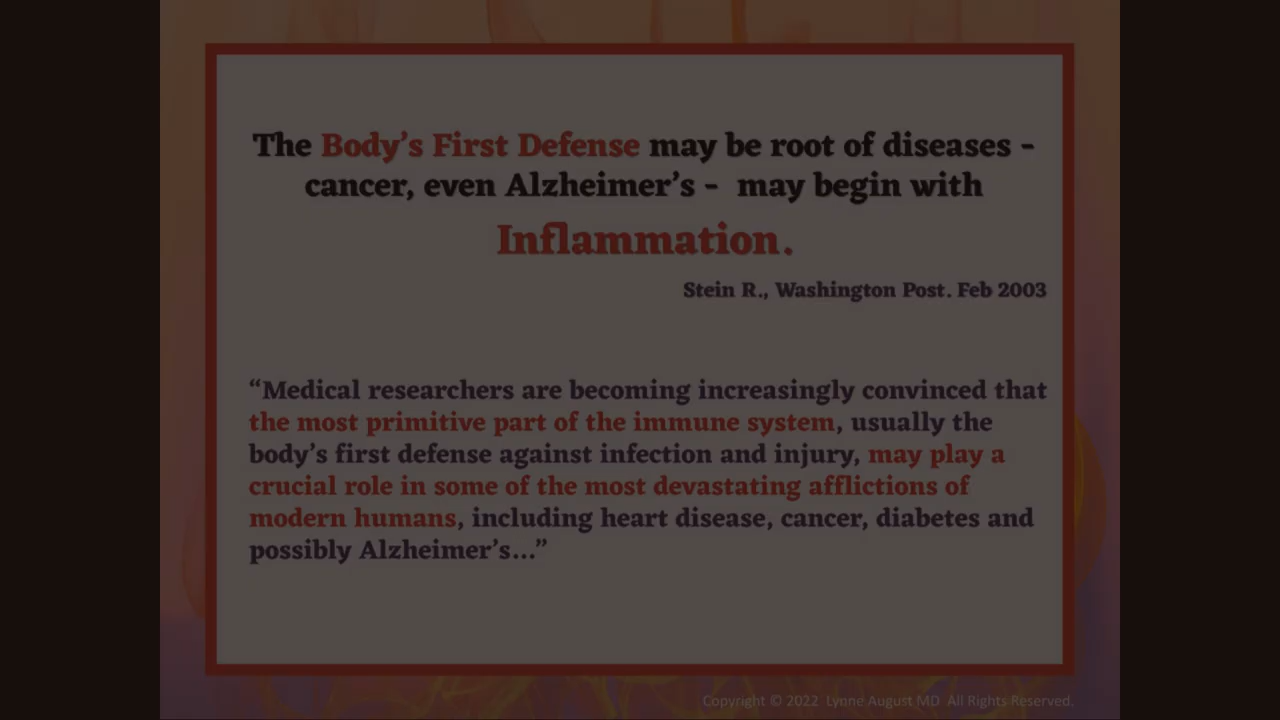 The Body's First Defense may be root of diseases -
cancer, even Alzheimer's - may begin with
Inflammation.
Stein R., Washington Post. Feb 2003
“Medical researchers are becoming increasingly convinced that
the most primitive part of the immune system, usually the
body’s first defense against infection and injury, may play a
crucial role in some of the most devastating afflictions of
modern humans, including heart disease, cancer, diabetes and
possibly Alzheimer’s...”
Copyright © 2022 Lynne August MD All Rights Reserved.